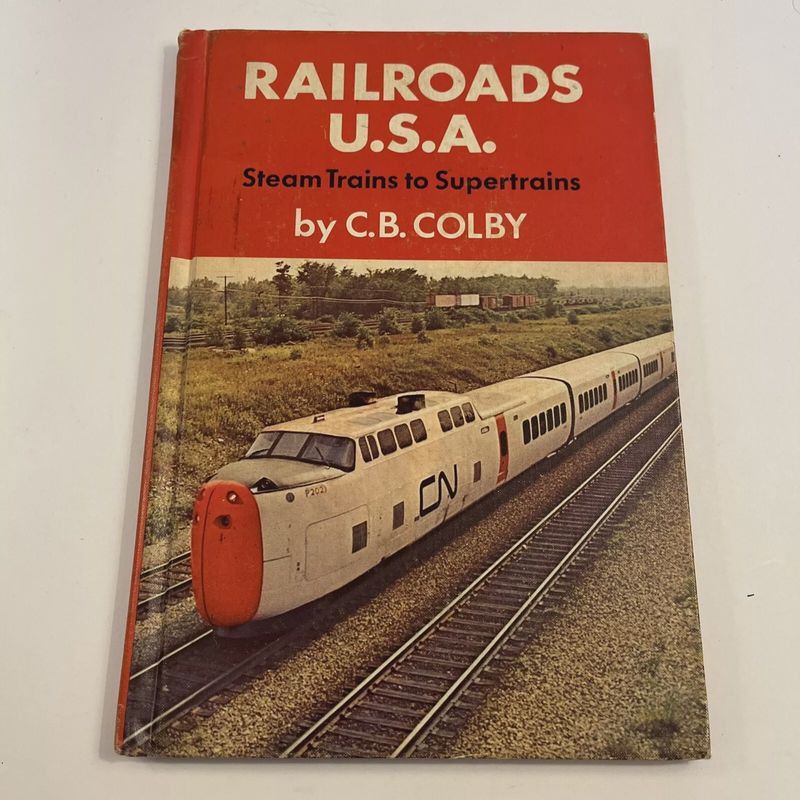 RAILROADS
U.S.A.
Steam Trains to Supertrains
by C.B. COLBY
P202
CN